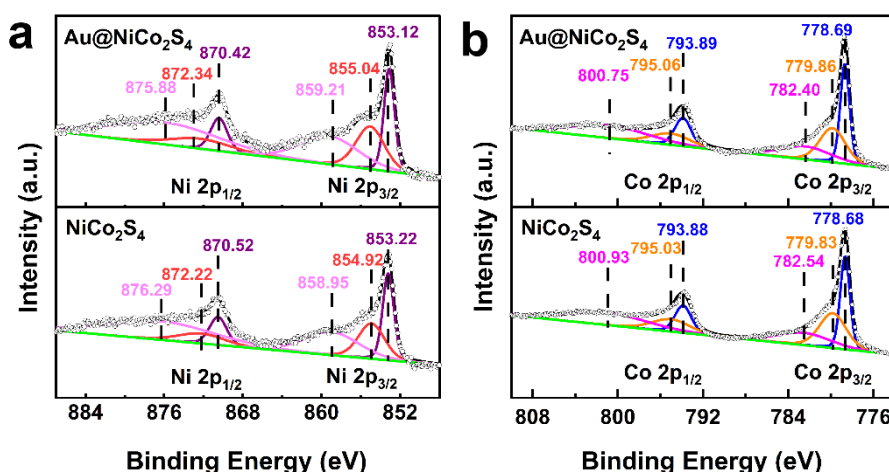 a
Au@NiCo2S4
870.42
853.12
872.34
855.04
875.88
859.21
Ni 2p1/2
Ni 2p3/2
NiCo2S4
870.52
853.22
872.22
854.92
876.29
858.95
Ni 2p1/2
Ni 2p3/2
884 876 868 860 852
Binding Energy (eV)
Intensity (a.u.)
b
Au@NiCo2S4
793.89
778.69
795.06
779.86
800.75
782.40
Co 2p1/2
Co 2p3/2
NiCo2S4
793.88
778.68
795.03
779.83
800.93
782.54
Co 2p1/2
Co 2p3/2
808 800 792 784 776
Binding Energy (eV)
Intensity (a.u.)